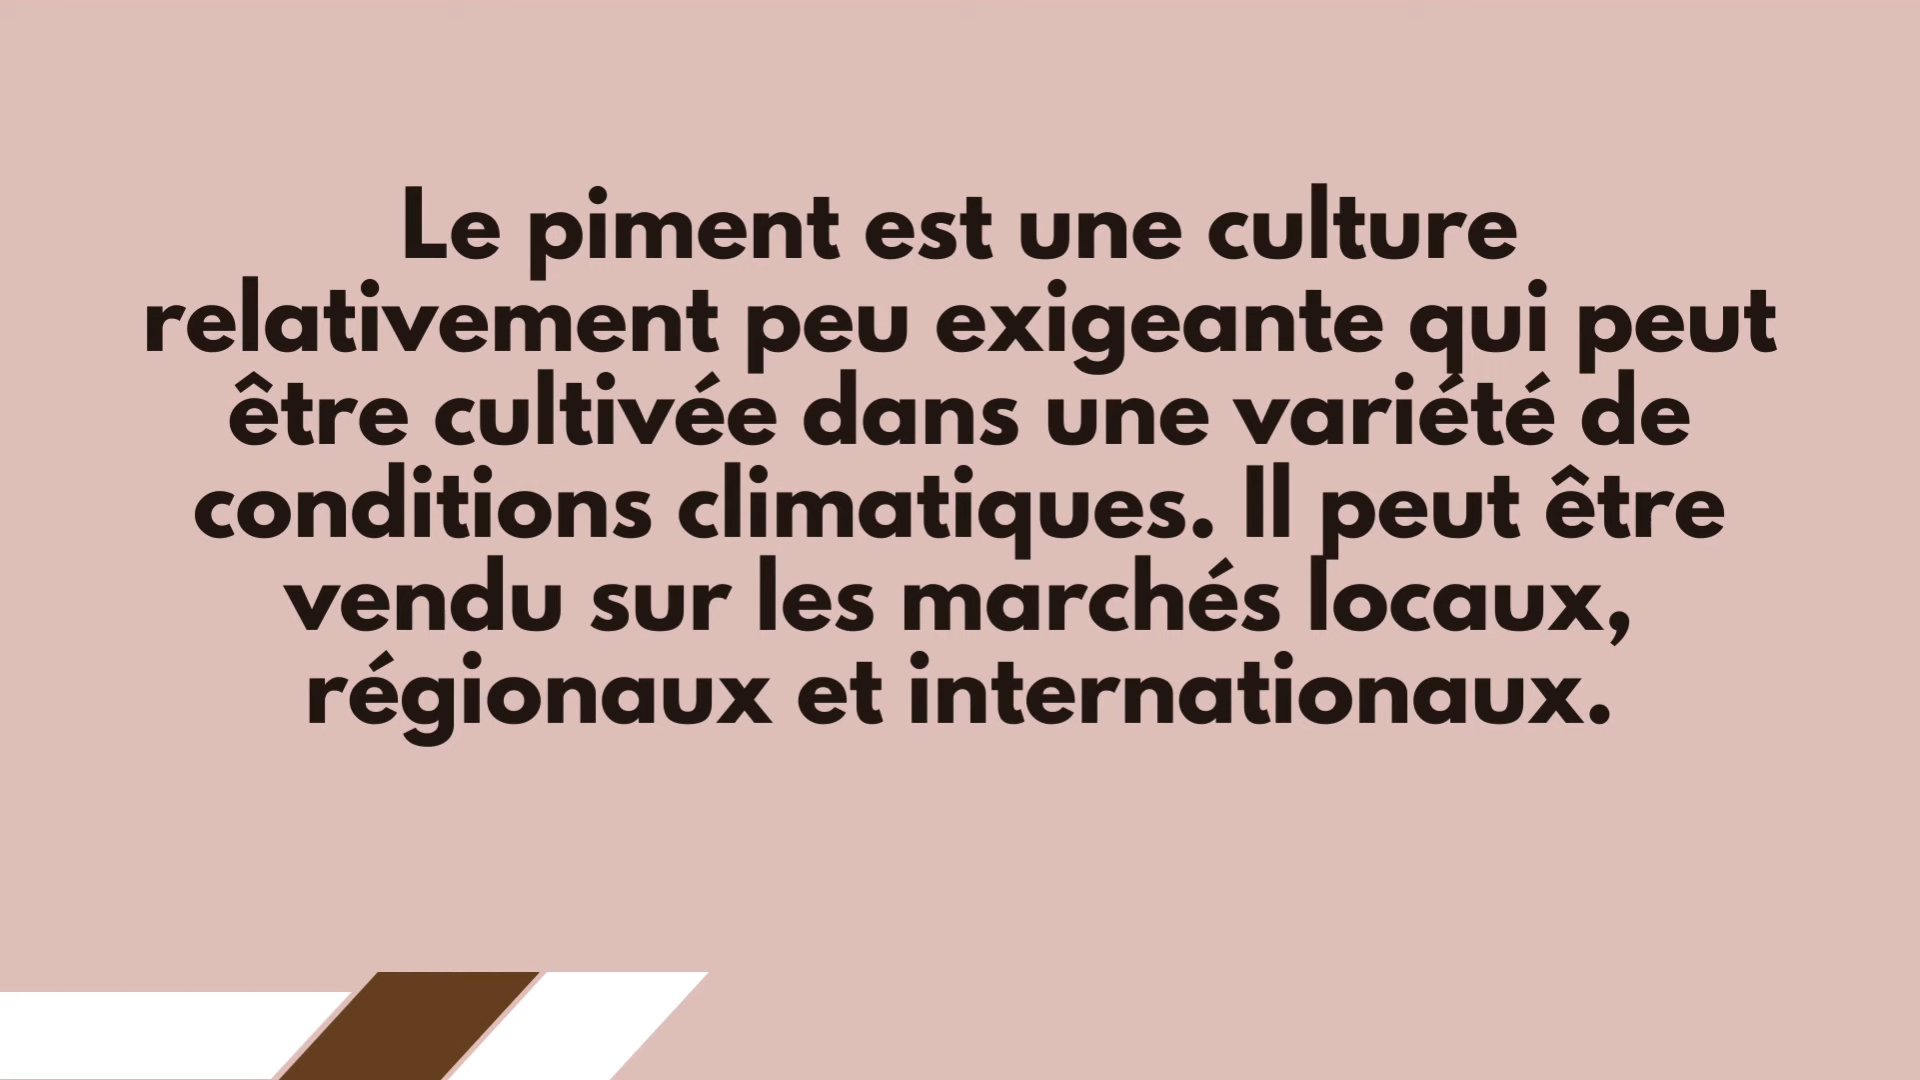 Le piment est une culture
relativement peu exigeante qui peut
être cultivée dans une variété de
conditions climatiques. Il peut être
vendu sur les marchés locaux,
régionaux et internationaux.